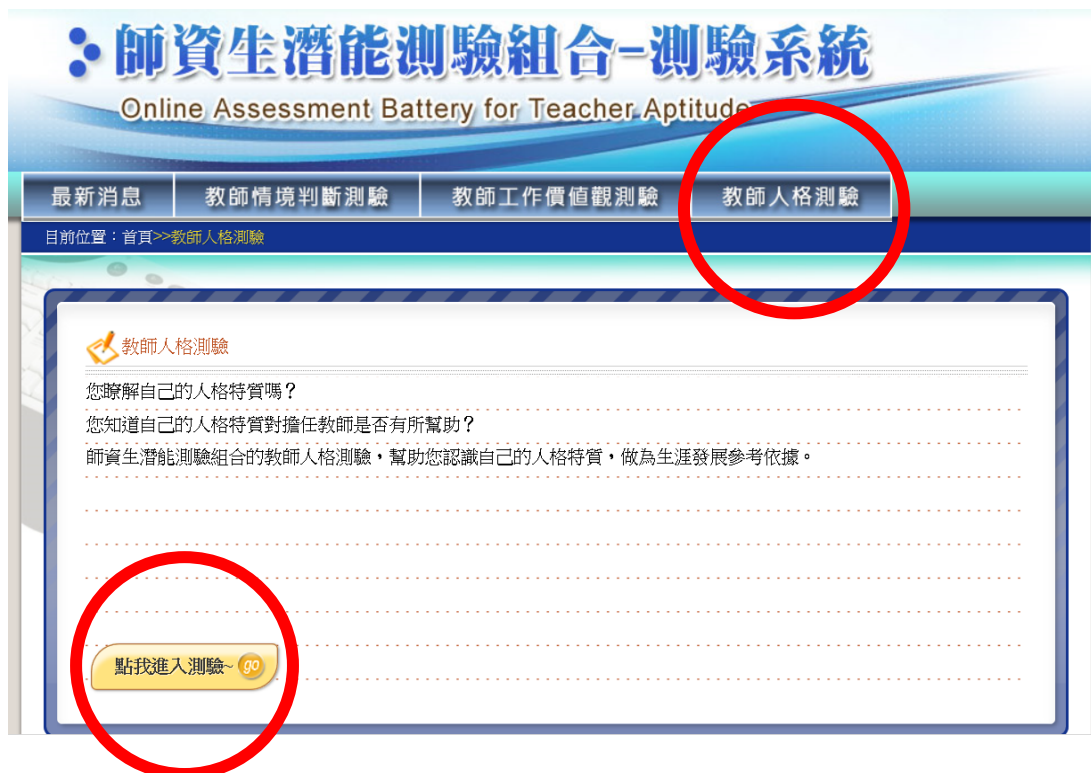 師資生潛能測驗組合-測驗系統
Online Assessment Battery for Teacher Aptitude
最新消息 教師情境判斷測驗 教師工作價值觀測驗 教師人格測驗
目前位置：首頁>>教師人格測驗
教師人格測驗
您瞭解自己的人格特質嗎？
您知道自己的人格特質對擔任教師是否有所幫助？
師資生潛能測驗組合的教師人格測驗，幫助您認識自己的人格特質，做為生涯發展參考依據。
點我進入測驗~ go